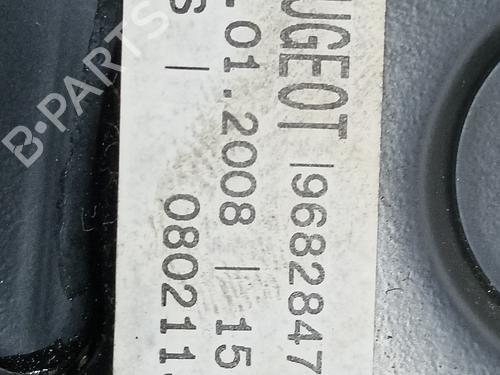 UGEOT 9682847
.01.2008 | 15
S | 080211
B-PARTS